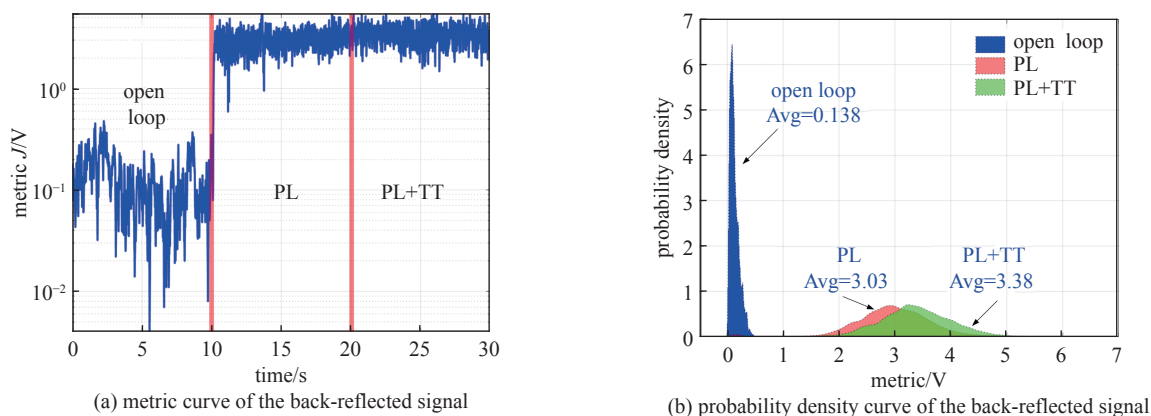 10⁰
10⁻¹
10⁻²
metric J/V
open
loop
PL
PL+TT
0 5 10 15 20 25 30
time/s
(a) metric curve of the back-reflected signal
7
6
5
4
3
2
1
0
probability density
open loop
PL
PL+TT
open loop
Avg=0.138
PL
Avg=3.03
PL+TT
Avg=3.38
0 1 2 3 4 5 6 7
metric/V
(b) probability density curve of the back-reflected signal